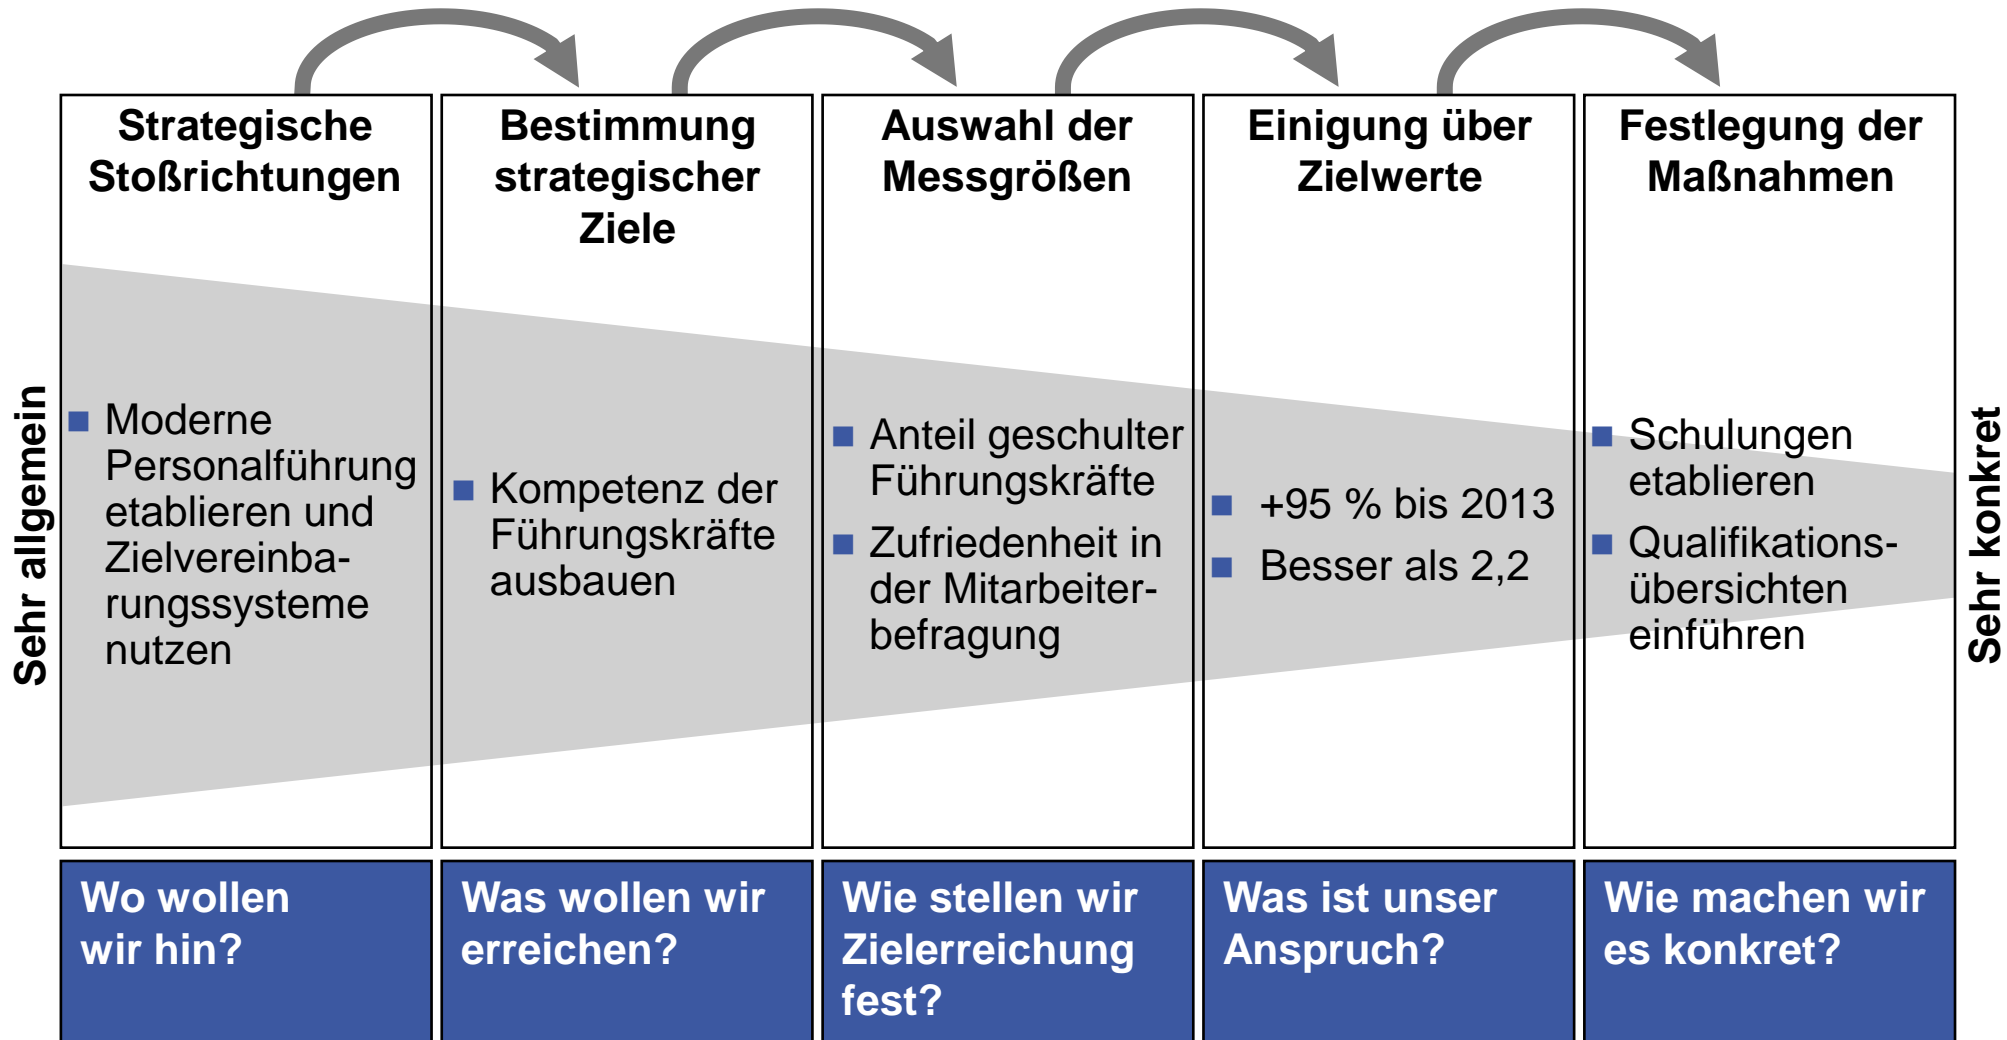 Strategische
Stoßrichtungen
Bestimmung
strategischer
Ziele
Auswahl der
Messgrößen
Einigung über
Zielwerte
Festlegung der
Maßnahmen
Sehr allgemein
Moderne
Personalführung
etablieren und
Zielvereinba-
rungssysteme
nutzen
Kompetenz der
Führungskräfte
ausbauen
Anteil geschulter
Führungskräfte
Zufriedenheit in
der Mitarbeiter-
befragung
+95 % bis 2013
Besser als 2,2
Schulungen
etablieren
Qualifikations-
übersichten
einführen
Sehr konkret
Wo wollen
wir hin?
Was wollen wir
erreichen?
Wie stellen wir
Zielerreichung
fest?
Was ist unser
Anspruch?
Wie machen wir
es konkret?